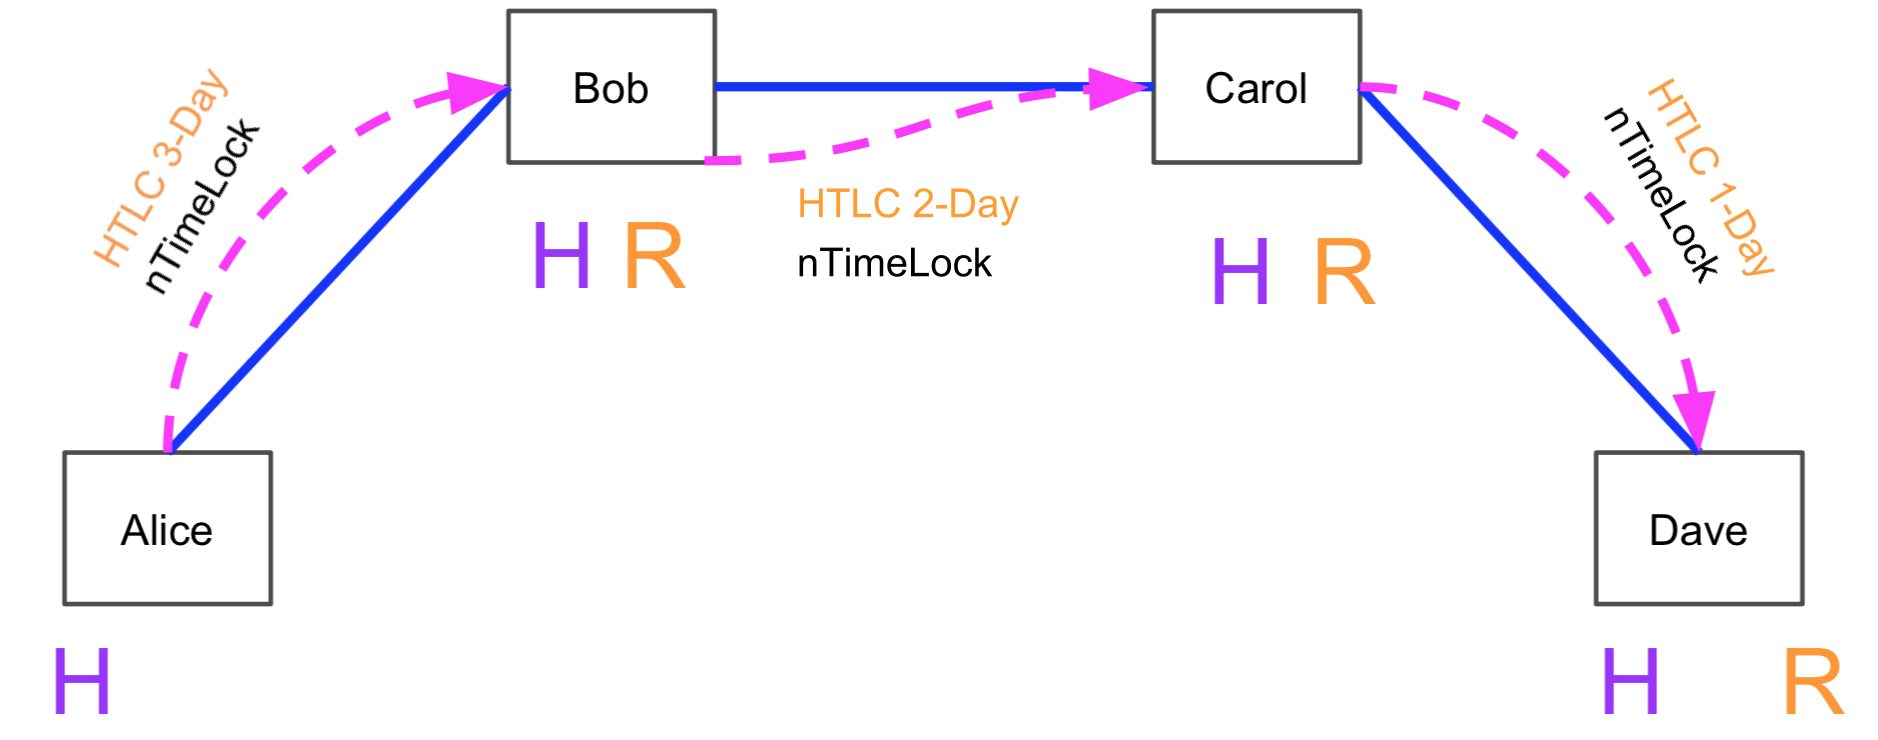 HTLC 3-Day
nTimeLock
Bob
Carol
HTLC 1-Day
nTimeLock
HTLC 2-Day
nTimeLock
H R
H R
Alice
Dave
H
H R